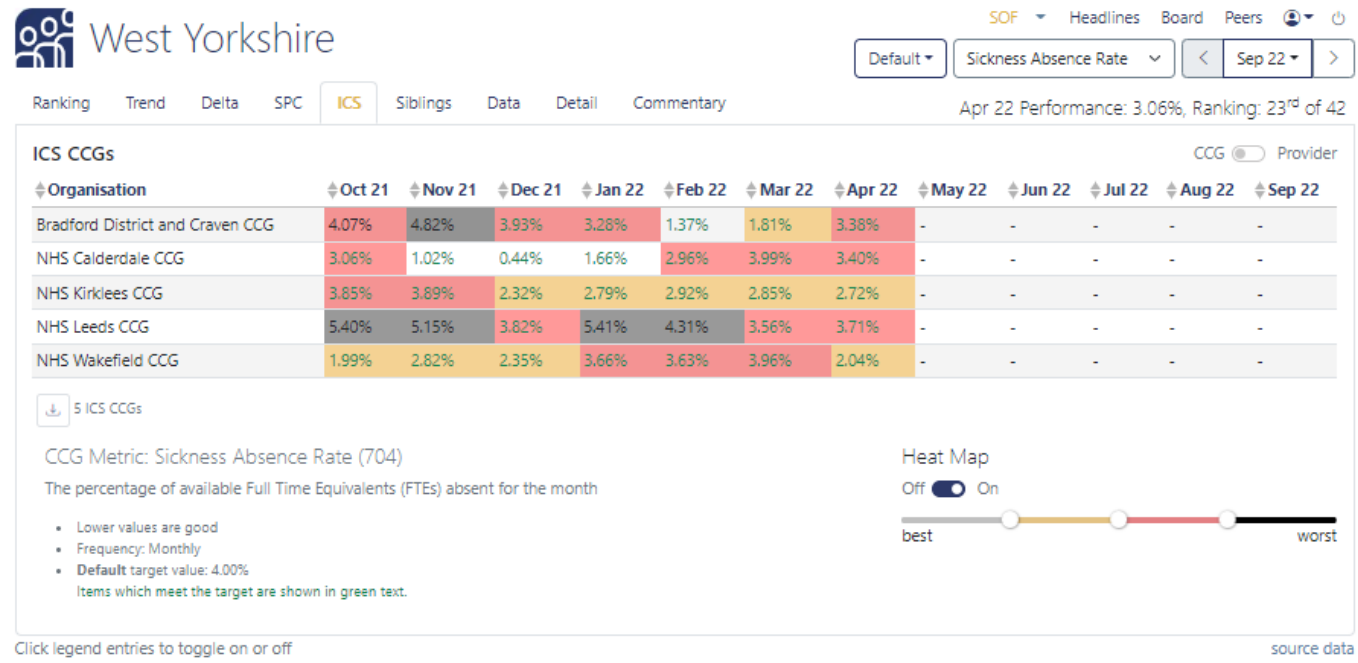 West Yorkshire
SOF Headlines Board Peers
Default Sickness Absence Rate < Sep 22 >
Ranking Trend Delta SPC ICS Siblings Data Detail Commentary
Apr 22 Performance: 3.06%, Ranking: 23rd of 42
ICS CCGs
CCG Provider
Organisation Oct 21 Nov 21 Dec 21 Jan 22 Feb 22 Mar 22 Apr 22 May 22 Jun 22 Jul 22 Aug 22 Sep 22
Bradford District and Craven CCG 4.07% 4.82% 3.93% 3.28% 1.37% 1.81% 3.38% - - - - -
NHS Calderdale CCG 3.06% 1.02% 0.44% 1.66% 2.96% 3.99% 3.40% - - - - -
NHS Kirklees CCG 3.85% 3.89% 2.32% 2.79% 2.92% 2.85% 2.72% - - - - -
NHS Leeds CCG 5.40% 5.15% 3.82% 5.41% 4.31% 3.56% 3.71% - - - - -
NHS Wakefield CCG 1.99% 2.82% 2.35% 3.66% 3.63% 3.96% 2.04% - - - - -
5 ICS CCGs
CCG Metric: Sickness Absence Rate (704)
The percentage of available Full Time Equivalents (FTEs) absent for the month
• Lower values are good
• Frequency: Monthly
• Default target value: 4.00%
Items which meet the target are shown in green text.
Heat Map
Off On
best worst
Click legend entries to toggle on or off
source data